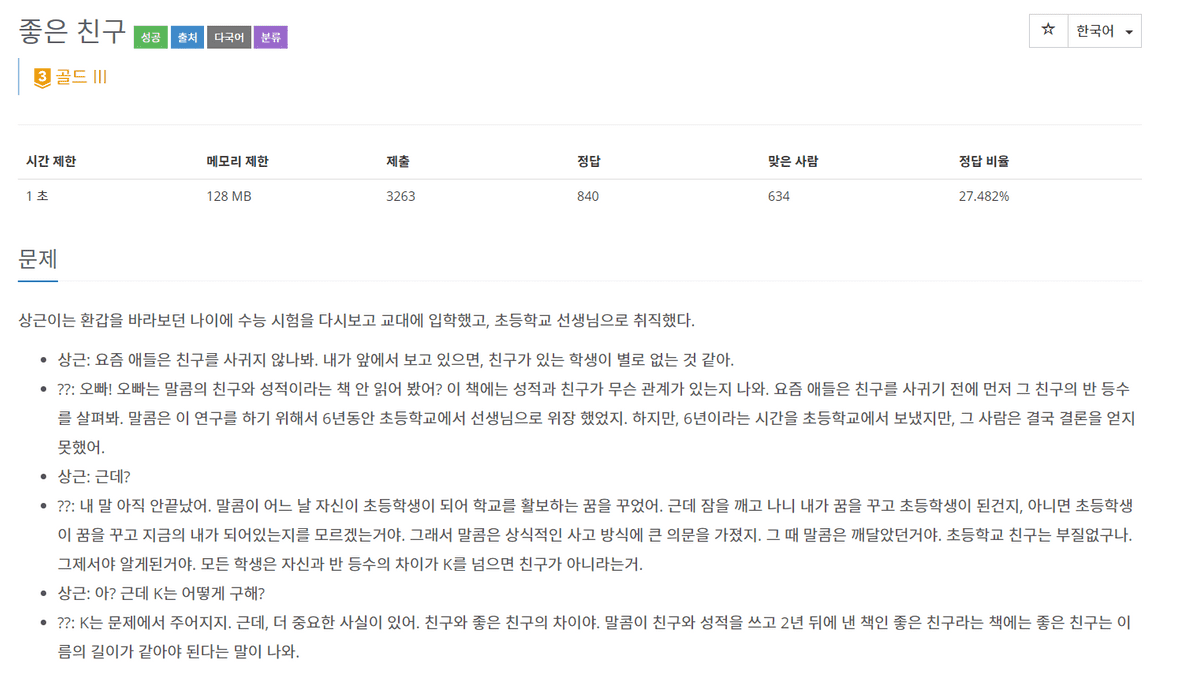 좋은 친구 성공 출처 다국어 분류
☆ 한국어
3 골드 III
시간 제한 메모리 제한 제출 정답 맞은 사람 정답 비율
1 초 128 MB 3263 840 634 27.482%
문제
상근이는 환갑을 바라보던 나이에 수능 시험을 다시보고 교대에 입학했고, 초등학교 선생님으로 취직했다.
• 상근: 요즘 애들은 친구를 사귀지 않나봐. 내가 앞에서 보고 있으면, 친구가 있는 학생이 별로 없는 것 같아.
• ??: 오빠! 오빠는 말콤의 친구와 성적이라는 책 안 읽어 봤어? 이 책에는 성적과 친구가 무슨 관계가 있는지 나와. 요즘 애들은 친구를 사귀기 전에 먼저 그 친구의 반 등수
를 살펴봐. 말콤은 이 연구를 하기 위해서 6년동안 초등학교에서 선생님으로 위장 했었지. 하지만, 6년이라는 시간을 초등학교에서 보냈지만, 그 사람은 결국 결론을 얻지
못했어.
• 상근: 근데?
• ??: 내 말 아직 안끝났어. 말콤이 어느 날 자신이 초등학생이 되어 학교를 활보하는 꿈을 꾸었어. 근데 잠을 깨고 나니 내가 꿈을 꾸고 초등학생이 된건지, 아니면 초등학생
이 꿈을 꾸고 지금의 내가 되어있는지를 모르겠는거야. 그래서 말콤은 상식적인 사고 방식에 큰 의문을 가졌지. 그 때 말콤은 깨달았던거야. 초등학교 친구는 부질없구나.
그제서야 알게된거야. 모든 학생은 자신과 반 등수의 차이가 K를 넘으면 친구가 아니라는거.
• 상근: 아? 근데 K는 어떻게 구해?
• ??: K는 문제에서 주어지지. 근데, 더 중요한 사실이 있어. 친구와 좋은 친구의 차이야. 말콤이 친구와 성적을 쓰고 2년 뒤에 낸 책인 좋은 친구라는 책에는 좋은 친구는 이
름의 길이가 같아야 된다는 말이 나와.